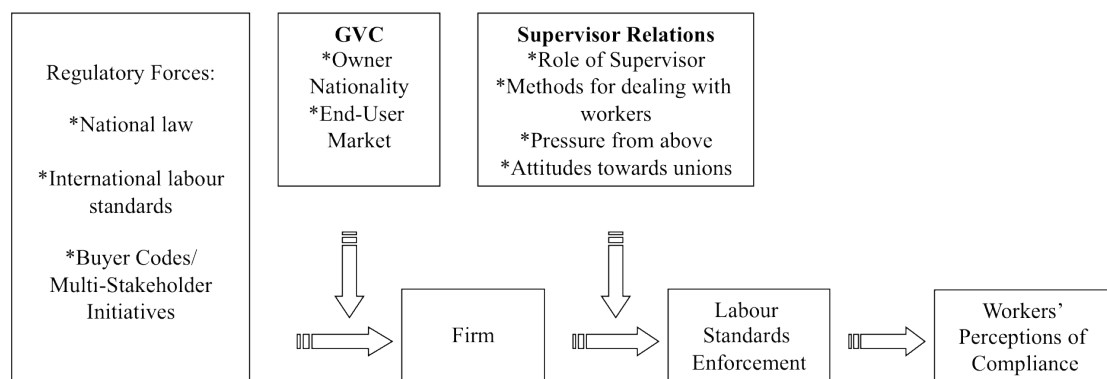 Regulatory Forces:
*National law
*International labour
standards
*Buyer Codes/
Multi-Stakeholder
Initiatives
GVC
*Owner
Nationality
*End-User
Market
Supervisor Relations
*Role of Supervisor
*Methods for dealing with
workers
*Pressure from above
*Attitudes towards unions
Firm
Labour
Standards
Enforcement
Workers’
Perceptions of
Compliance